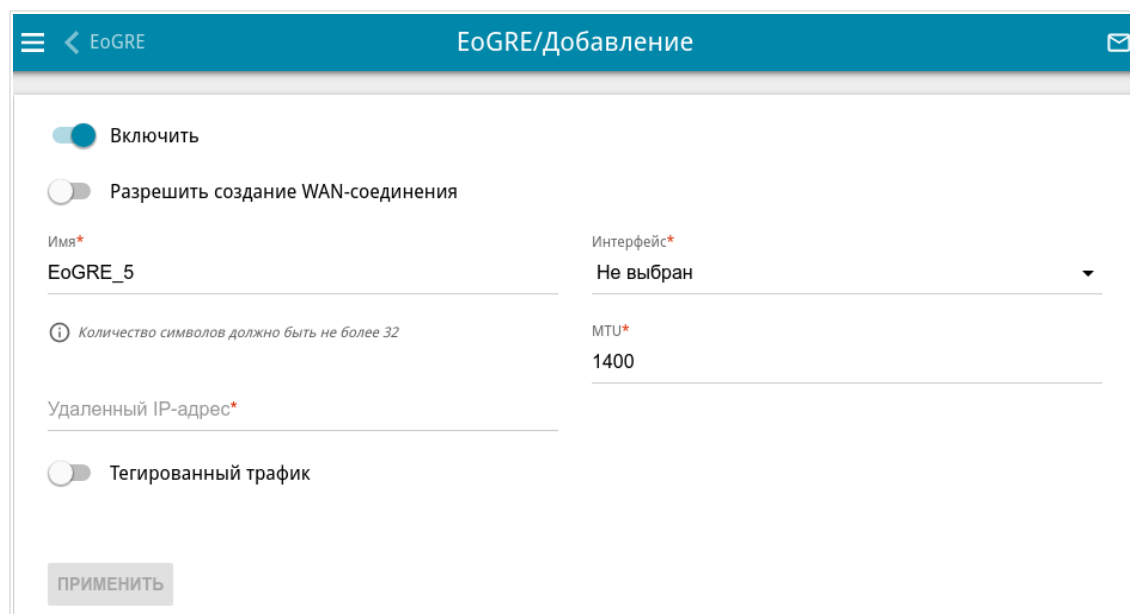 EoGRE
EoGRE/Добавление
Включить
Разрешить создание WAN-соединения
Имя*
EoGRE_5
Количество символов должно быть не более 32
Интерфейс*
Не выбран
MTU*
1400
Удаленный IP-адрес*
Тегированный трафик
ПРИМЕНИТЬ